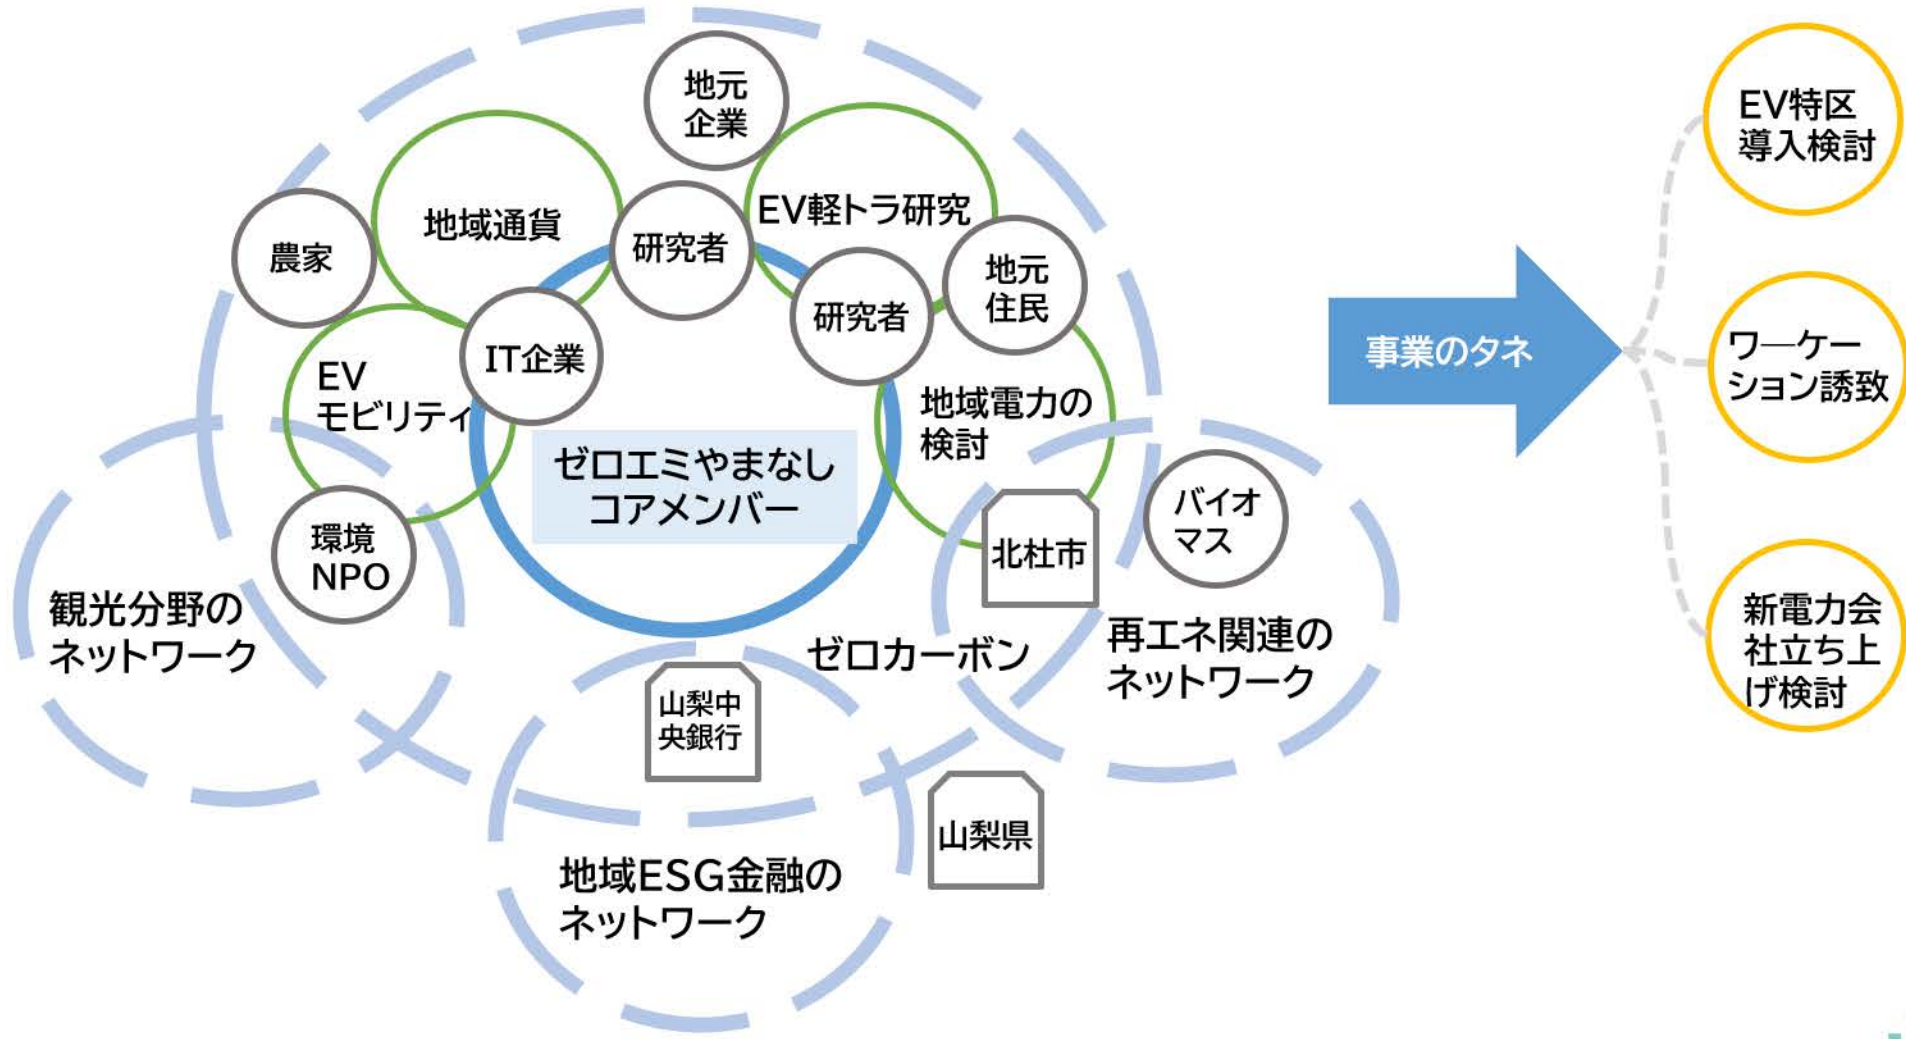 地元
企業
地域通貨
EV軽トラ研究
研究者
農家
地元
住民
研究者
IT企業
EV
モビリティ
地域電力の
検討
ゼロエミやまなし
コアメンバー
環境
NPO
北杜市
バイオ
マス
観光分野の
ネットワーク
ゼロカーボン
再エネ関連の
ネットワーク
山梨中
央銀行
山梨県
地域ESG金融の
ネットワーク
事業のタネ
EV特区
導入検討
ワーケー
ション誘致
新電力会
社立ち上
げ検討